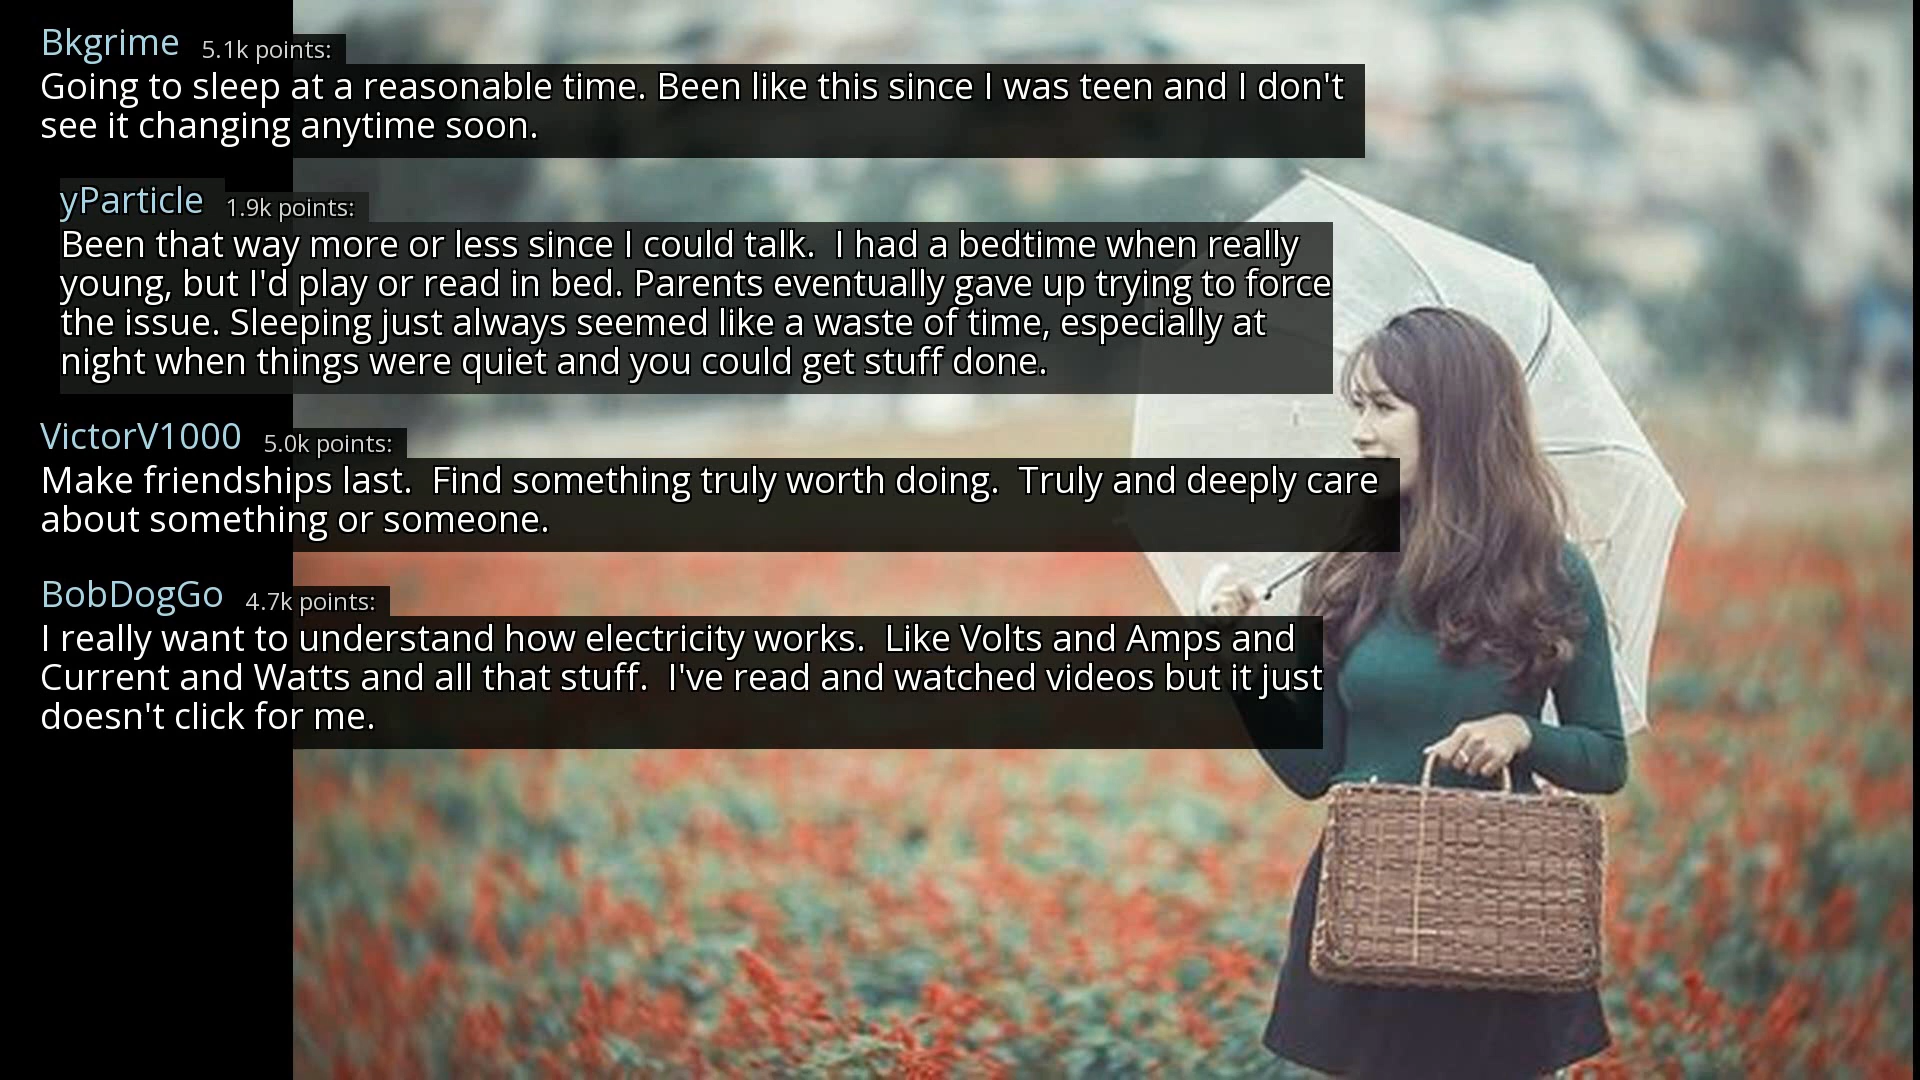 Bkgrime 5.1k points:
Going to sleep at a reasonable time. Been like this since I was teen and I don't
see it changing anytime soon.
yParticle 1.9k points:
Been that way more or less since I could talk.  I had a bedtime when really
young, but I'd play or read in bed. Parents eventually gave up trying to force
the issue. Sleeping just always seemed like a waste of time, especially at
night when things were quiet and you could get stuff done.
VictorV1000 5.0k points:
Make friendships last.  Find something truly worth doing.  Truly and deeply care
about something or someone.
BobDogGo 4.7k points:
I really want to understand how electricity works.  Like Volts and Amps and
Current and Watts and all that stuff.  I've read and watched videos but it just
doesn't click for me.